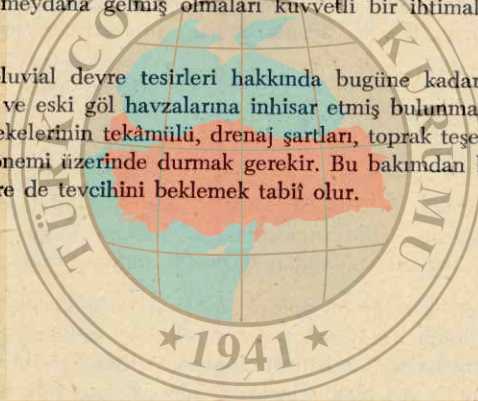 meydana gelmiş olmaları kuvvetli bir ihtimal
luvial devre tesirleri hakkında bugüne kadar
ve eski göl havzalarına inhisar etmiş bulunma
ekelerinin tekâmülü, drenaj şartları, toprak teşe
önemi üzerinde durmak gerekir. Bu bakımdan
re de tevcihini beklemek tabiî olur.
TÜRK CO KURUMU
1941